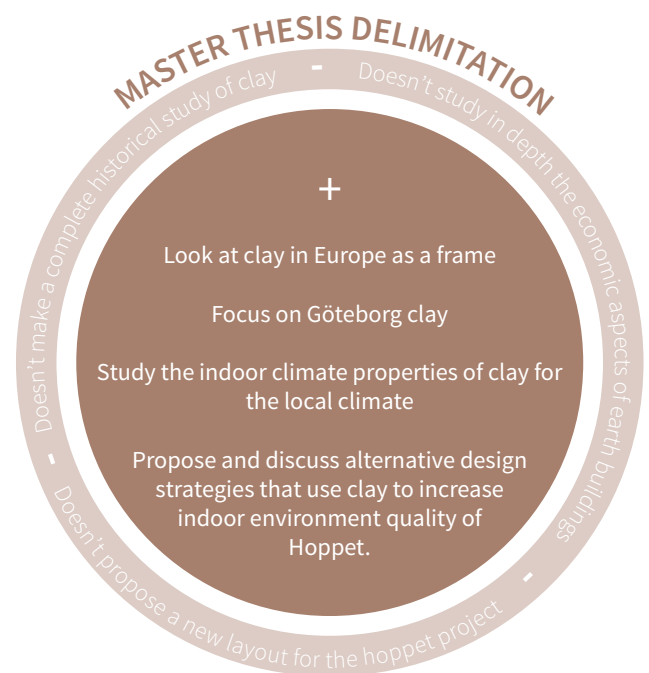 MASTER THESIS DELIMITATION
-
Doesn't make a complete historical study of clay
-
Doesn't study in depth the economic aspects of earth buildings
-
Doesn't propose a new layout for the hoppet project
+
Look at clay in Europe as a frame
Focus on Göteborg clay
Study the indoor climate properties of clay for
the local climate
Propose and discuss alternative design
strategies that use clay to increase
indoor environment quality of
Hoppet.